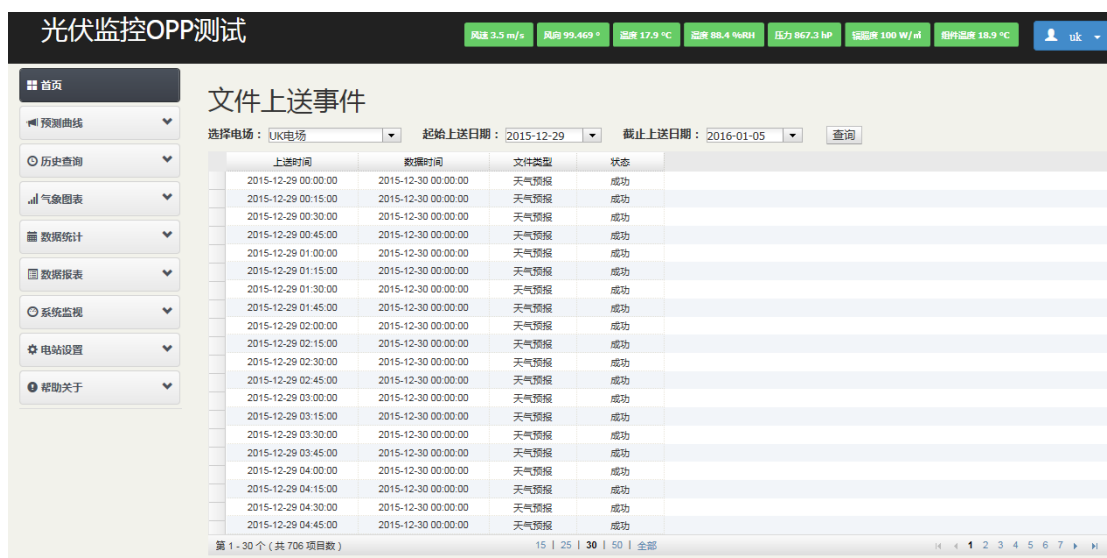 光伏监控OPP测试
风速 3.5 m/s 风向 99.469 º 温度 17.9 ºC 湿度 88.4 %RH 压力 867.3 hP 辐照度 100 W/㎡ 组件温度 18.9 ºC uk
首页
预测曲线
历史查询
气象图表
数据统计
数据报表
系统监视
电站设置
帮助关于
文件上送事件
选择电场： UK电场 起始上送日期： 2015-12-29 截止上送日期： 2016-01-05 查询
上送时间 数据时间 文件类型 状态
2015-12-29 00:00:00 2015-12-30 00:00:00 天气预报 成功
2015-12-29 00:15:00 2015-12-30 00:00:00 天气预报 成功
2015-12-29 00:30:00 2015-12-30 00:00:00 天气预报 成功
2015-12-29 00:45:00 2015-12-30 00:00:00 天气预报 成功
2015-12-29 01:00:00 2015-12-30 00:00:00 天气预报 成功
2015-12-29 01:15:00 2015-12-30 00:00:00 天气预报 成功
2015-12-29 01:30:00 2015-12-30 00:00:00 天气预报 成功
2015-12-29 01:45:00 2015-12-30 00:00:00 天气预报 成功
2015-12-29 02:00:00 2015-12-30 00:00:00 天气预报 成功
2015-12-29 02:15:00 2015-12-30 00:00:00 天气预报 成功
2015-12-29 02:30:00 2015-12-30 00:00:00 天气预报 成功
2015-12-29 02:45:00 2015-12-30 00:00:00 天气预报 成功
2015-12-29 03:00:00 2015-12-30 00:00:00 天气预报 成功
2015-12-29 03:15:00 2015-12-30 00:00:00 天气预报 成功
2015-12-29 03:30:00 2015-12-30 00:00:00 天气预报 成功
2015-12-29 03:45:00 2015-12-30 00:00:00 天气预报 成功
2015-12-29 04:00:00 2015-12-30 00:00:00 天气预报 成功
2015-12-29 04:15:00 2015-12-30 00:00:00 天气预报 成功
2015-12-29 04:30:00 2015-12-30 00:00:00 天气预报 成功
2015-12-29 04:45:00 2015-12-30 00:00:00 天气预报 成功
第 1 - 30 个 ( 共 706 项目数 ) 15 | 25 | 30 | 50 | 全部 1 2 3 4 5 6 7